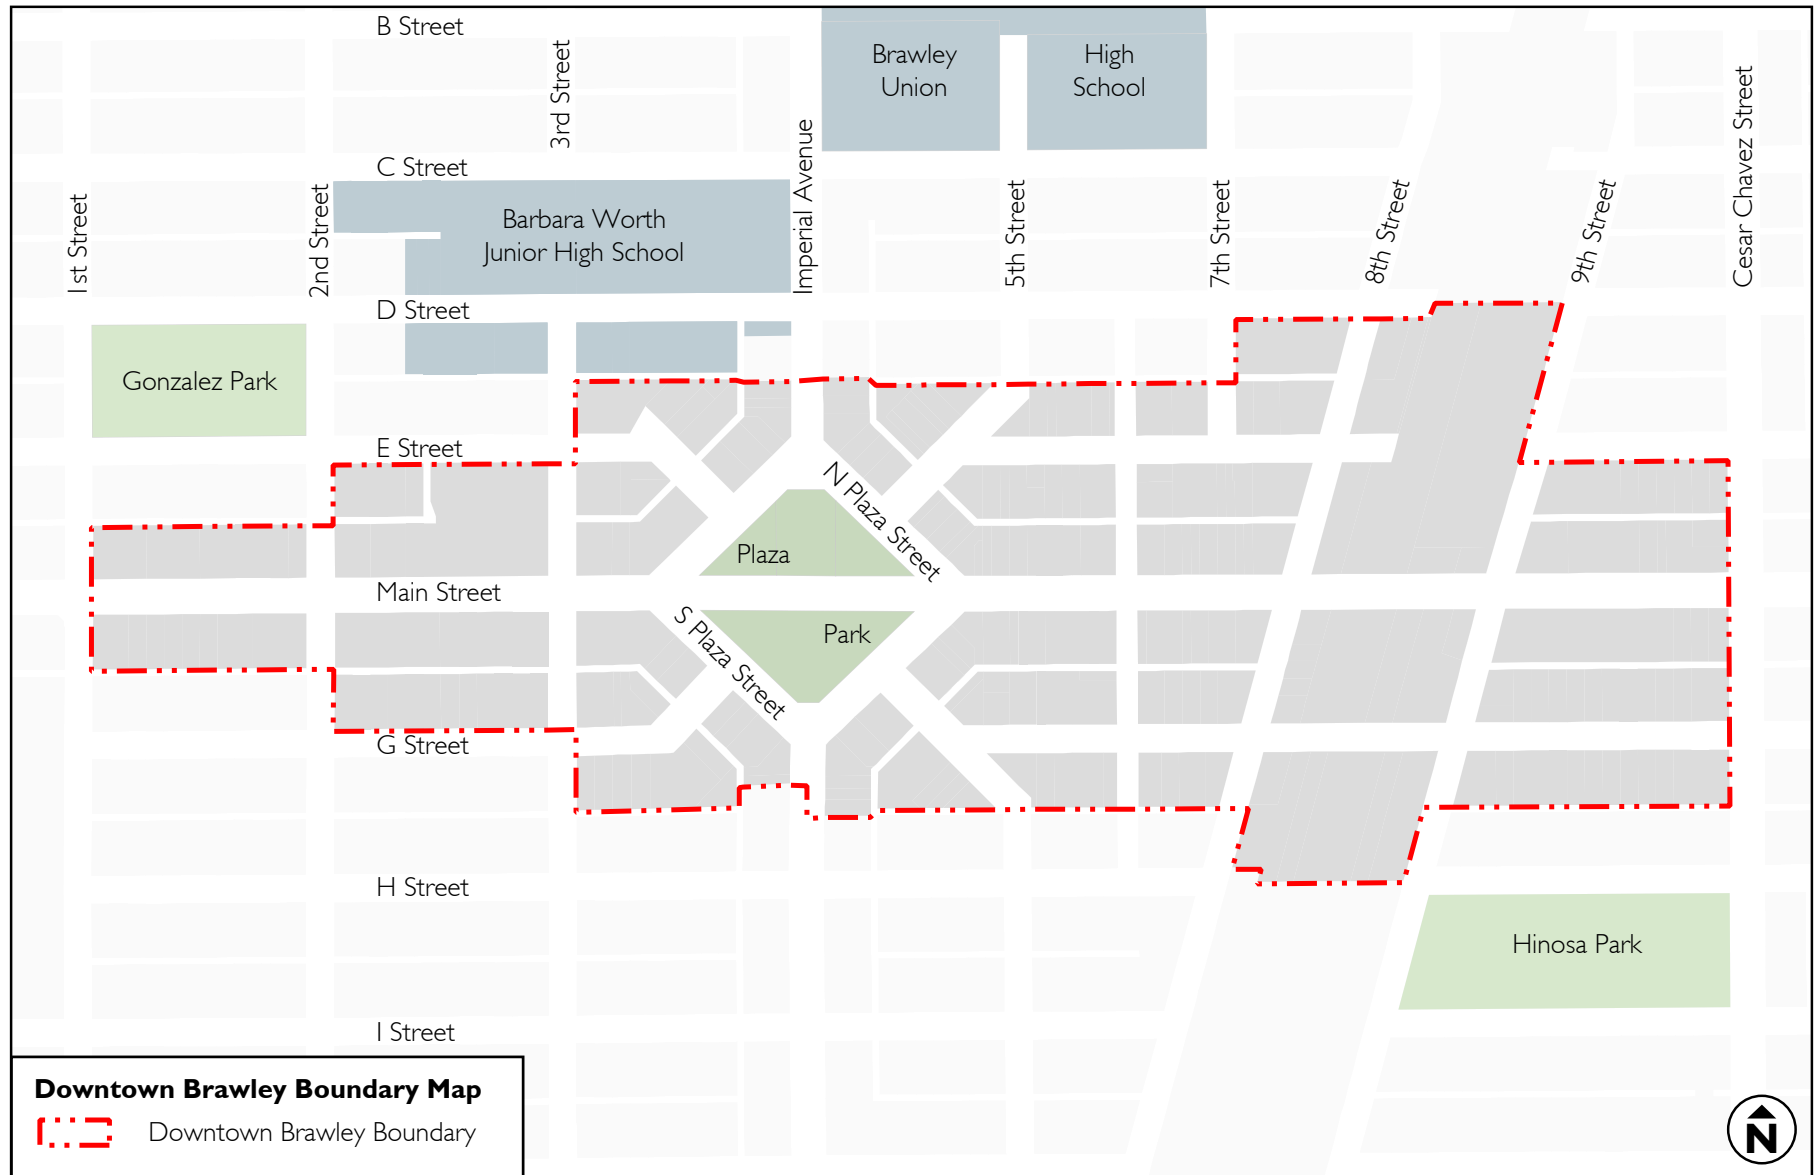 B Street
3rd Street
Brawley
Union
High
School
Imperial Avenue
Cesar Chavez Street
C Street
1st Street
2nd Street
Barbara Worth
Junior High School
5th Street
7th Street
8th Street
9th Street
D Street
Gonzalez Park
E Street
N Plaza Street
Plaza
Main Street
S Plaza Street
Park
G Street
H Street
Hinosa Park
I Street
Downtown Brawley Boundary Map
Downtown Brawley Boundary
N